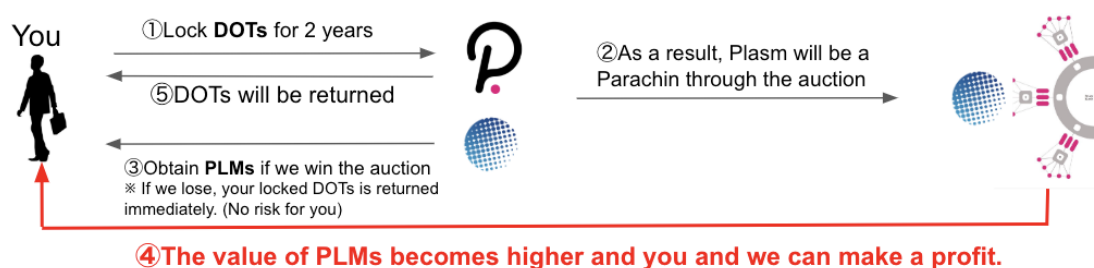 You
①Lock DOTs for 2 years
⑤DOTs will be returned
②As a result, Plasm will be a
Parachin through the auction
③Obtain PLMs if we win the auction
※ If we lose, your locked DOTs is returned
immediately. (No risk for you)
④The value of PLMs becomes higher and you and we can make a profit.